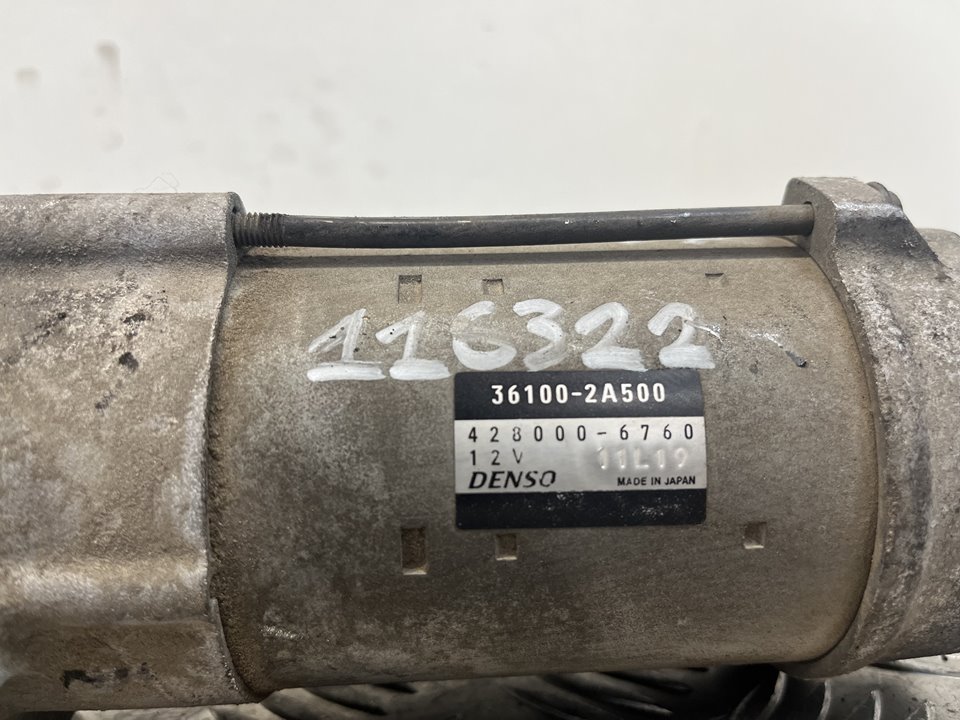 116322
36100-2A500
428000-6760
12V 11L19
DENSO MADE IN JAPAN